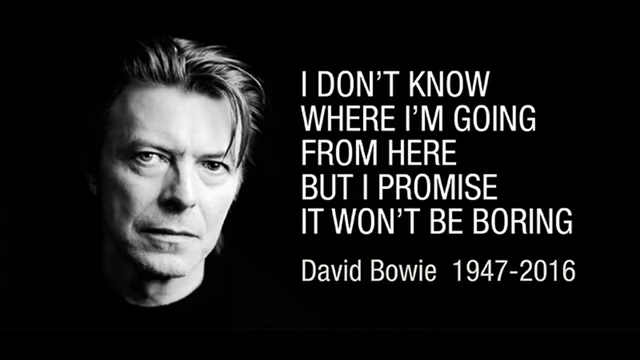 I DON'T KNOW
WHERE I'M GOING
FROM HERE
BUT I PROMISE
IT WON'T BE BORING
David Bowie 1947-2016